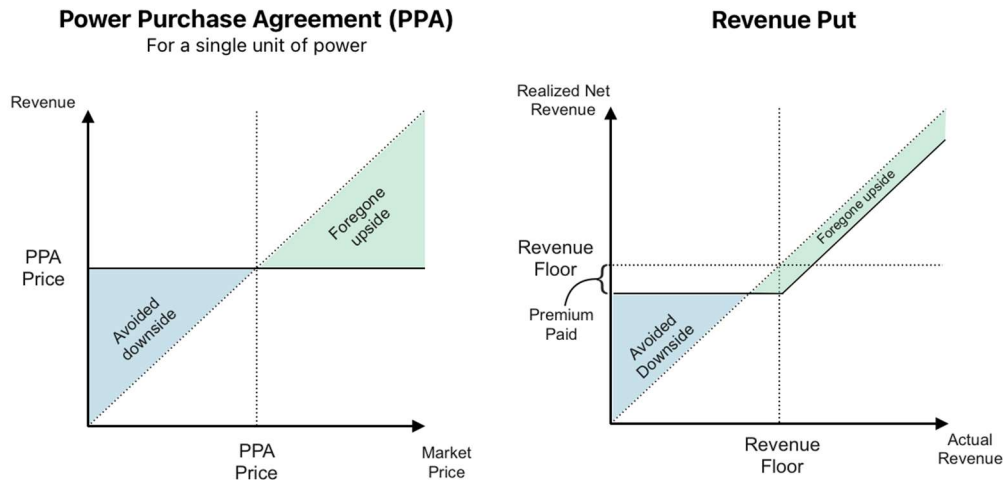 Power Purchase Agreement (PPA)
For a single unit of power
Revenue
PPA
Price
Avoided
downside
Foregone
upside
PPA
Price
Market
Price
Revenue Put
Realized Net
Revenue
Revenue
Floor
Premium
Paid
Avoided
Downside
Foregone upside
Revenue
Floor
Actual
Revenue